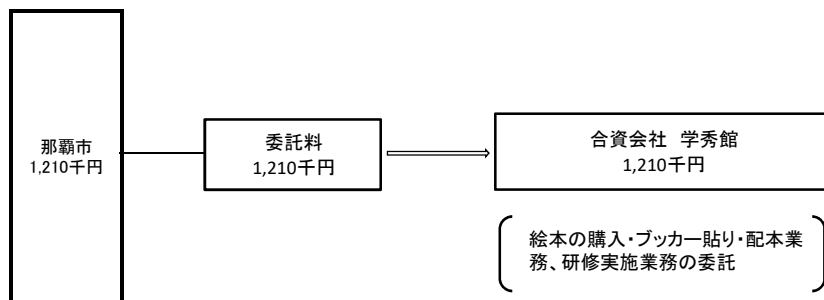 那覇市
1,210千円
委託料
1,210千円
合資会社 学秀館
1,210千円
絵本の購入・ブッカー貼り・配本業
務、研修実施業務の委託